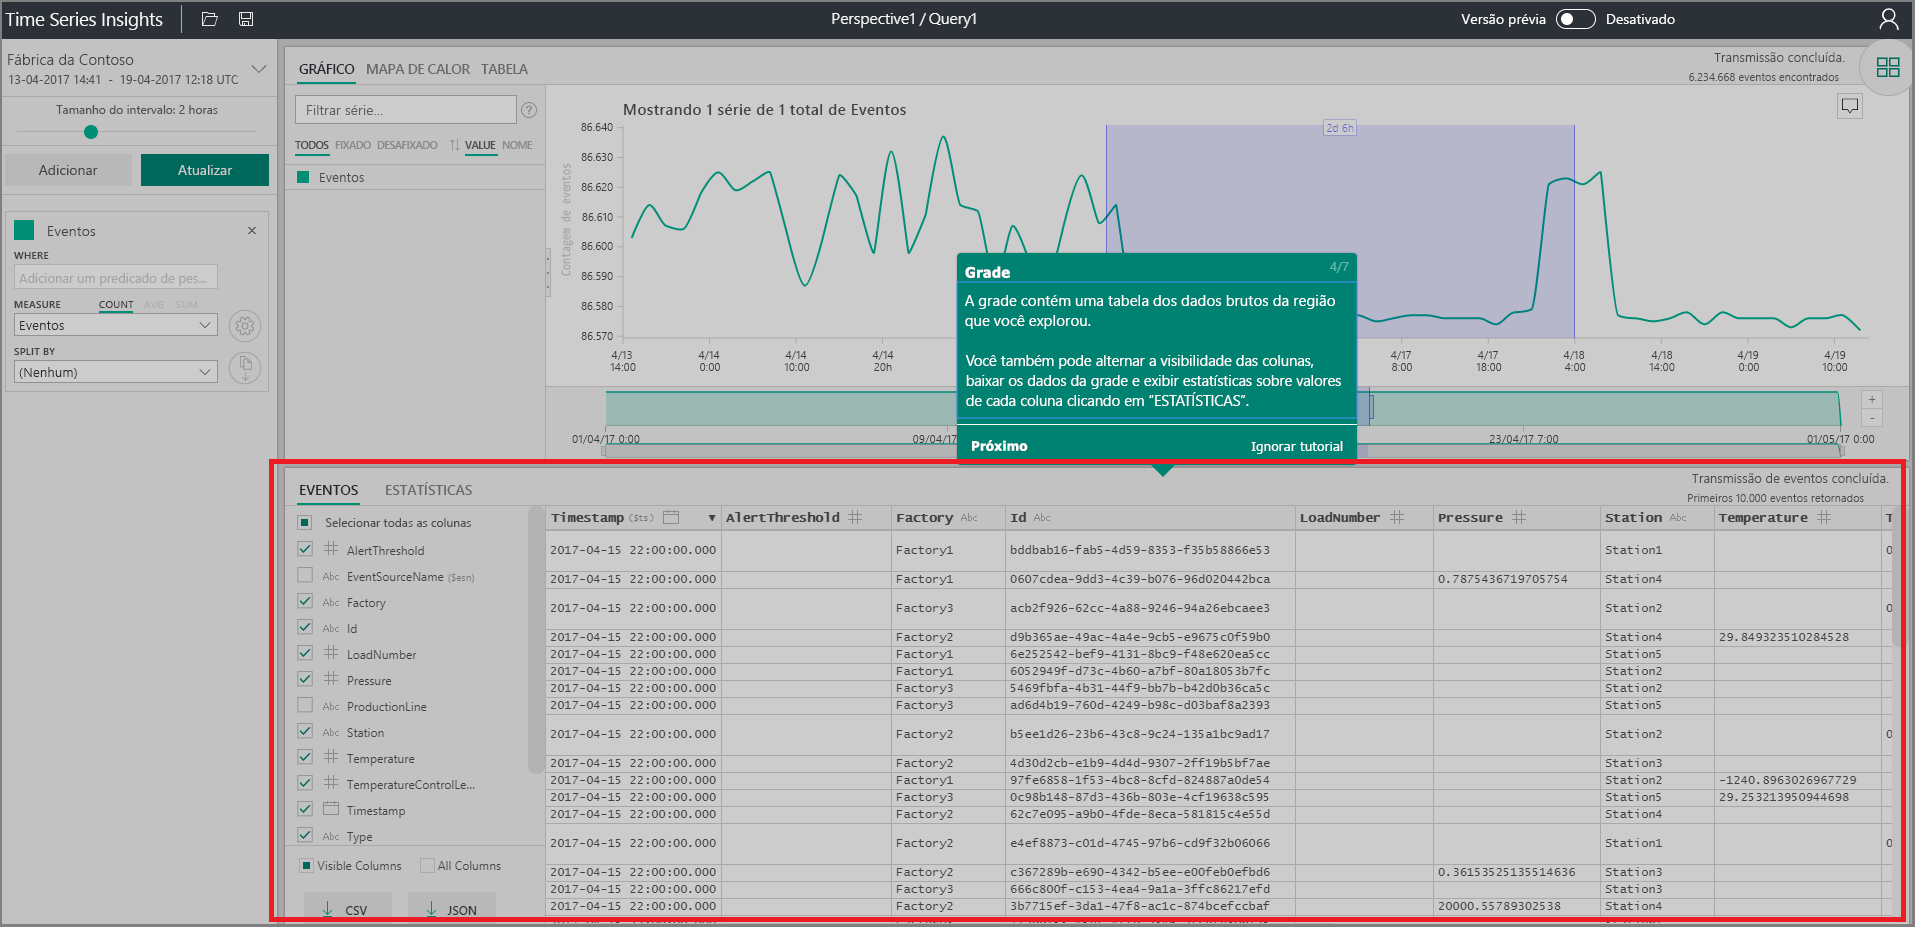 Time Series Insights
Perspective1 / Query1
Versão prévia
Desativado
Fábrica da Contoso
13-04-2017 14:41 - 19-04-2017 12:18 UTC
Tamanho do intervalo: 2 horas
Adicionar
Atualizar
Eventos
WHERE
Adicionar um predicado de pes...
MEASURE COUNT AVG SUM
Eventos
SPLIT BY
(Nenhum)
GRÁFICO MAPA DE CALOR TABELA
Transmissão concluída.
6.234.668 eventos encontrados
Filtrar série...
TODOS FIXADO DESAFIXADO VALUE NOME
Eventos
Mostrando 1 série de 1 total de Eventos
Contagem de eventos
86.640
86.630
86.620
86.610
86.600
86.590
86.580
86.570
2d 6h
4/13 4/14 4/14 4/14 4/17 4/17 4/18 4/18 4/19 4/19
14:00 0:00 10:00 20h 8:00 18:00 4:00 14:00 0:00 10:00
01/04/17 0:00 09/04/17 23/04/17 7:00 01/05/17 0:00
Grade 4/7
A grade contém uma tabela dos dados brutos da região
que você explorou.
Você também pode alternar a visibilidade das colunas,
baixar os dados da grade e exibir estatísticas sobre valores
de cada coluna clicando em “ESTATÍSTICAS”.
Próximo Ignorar tutorial
EVENTOS ESTATÍSTICAS
Transmissão de eventos concluída.
Primeiros 10.000 eventos retornados
Selecionar todas as colunas
AlertThreshold
Abc EventSourceName ($esn)
Abc Factory
Abc Id
LoadNumber
Pressure
Abc ProductionLine
Abc Station
Temperature
TemperatureControlLe...
Timestamp
Abc Type
Visible Columns All Columns
CSV JSON
Timestamp ($ts) AlertThreshold Factory Abc Id Abc LoadNumber Pressure Station Abc Temperature T
2017-04-15 22:00:00.000 Factory1 bddbab16-fab5-4d59-8353-f35b58866e53 Station1 0
2017-04-15 22:00:00.000 Factory1 0607cdea-9dd3-4c39-b076-96d020442bca 0.7875436719705754 Station4
2017-04-15 22:00:00.000 Factory3 acb2f926-62cc-4a88-9246-94a26ebcaee3 Station2 0
2017-04-15 22:00:00.000 Factory2 d9b365ae-49ac-4a4e-9cb5-e9675c0f59b0 Station4 29.849323510284528
2017-04-15 22:00:00.000 Factory1 6e252542-bef9-4131-8bc9-f48e620ea5cc Station5
2017-04-15 22:00:00.000 Factory1 6052949f-d73c-4b60-a7bf-80a18053b7fc Station2
2017-04-15 22:00:00.000 Factory3 5469fbfa-4b31-44f9-bb7b-b42d0b36ca5c Station2
2017-04-15 22:00:00.000 Factory3 ad6d4b19-760d-4249-b98c-d03baf8a2393 Station5
2017-04-15 22:00:00.000 Factory2 b5ee1d26-23b6-43c8-9c24-135a1bc9ad17 Station2 0
2017-04-15 22:00:00.000 Factory2 4d30d2cb-e1b9-4d4d-9307-2ff19b5bf7ae Station3
2017-04-15 22:00:00.000 Factory1 97fe6858-1f53-4bc8-8cfd-824887a0de54 Station2 -1240.8963026967729
2017-04-15 22:00:00.000 Factory3 0c98b148-87d3-436b-803e-4cf19638c595 Station5 29.253213950944698
2017-04-15 22:00:00.000 Factory2 62c7e095-a9b0-4fde-8eca-581815c4e55d
2017-04-15 22:00:00.000 Factory2 e4ef8873-c01d-4745-97b6-cd9f32b06066 Station1 0
2017-04-15 22:00:00.000 Factory2 c367289b-e690-4342-b5ee-e00feb0efbd6 0.36153525135514636 Station3
2017-04-15 22:00:00.000 Factory3 666c800f-c153-4ea4-9a1a-3ffc86217efd Station3
2017-04-15 22:00:00.000 Factory2 3b7715ef-3da1-47f8-ac1c-874bcefccbaf 20000.55789302538 Station4